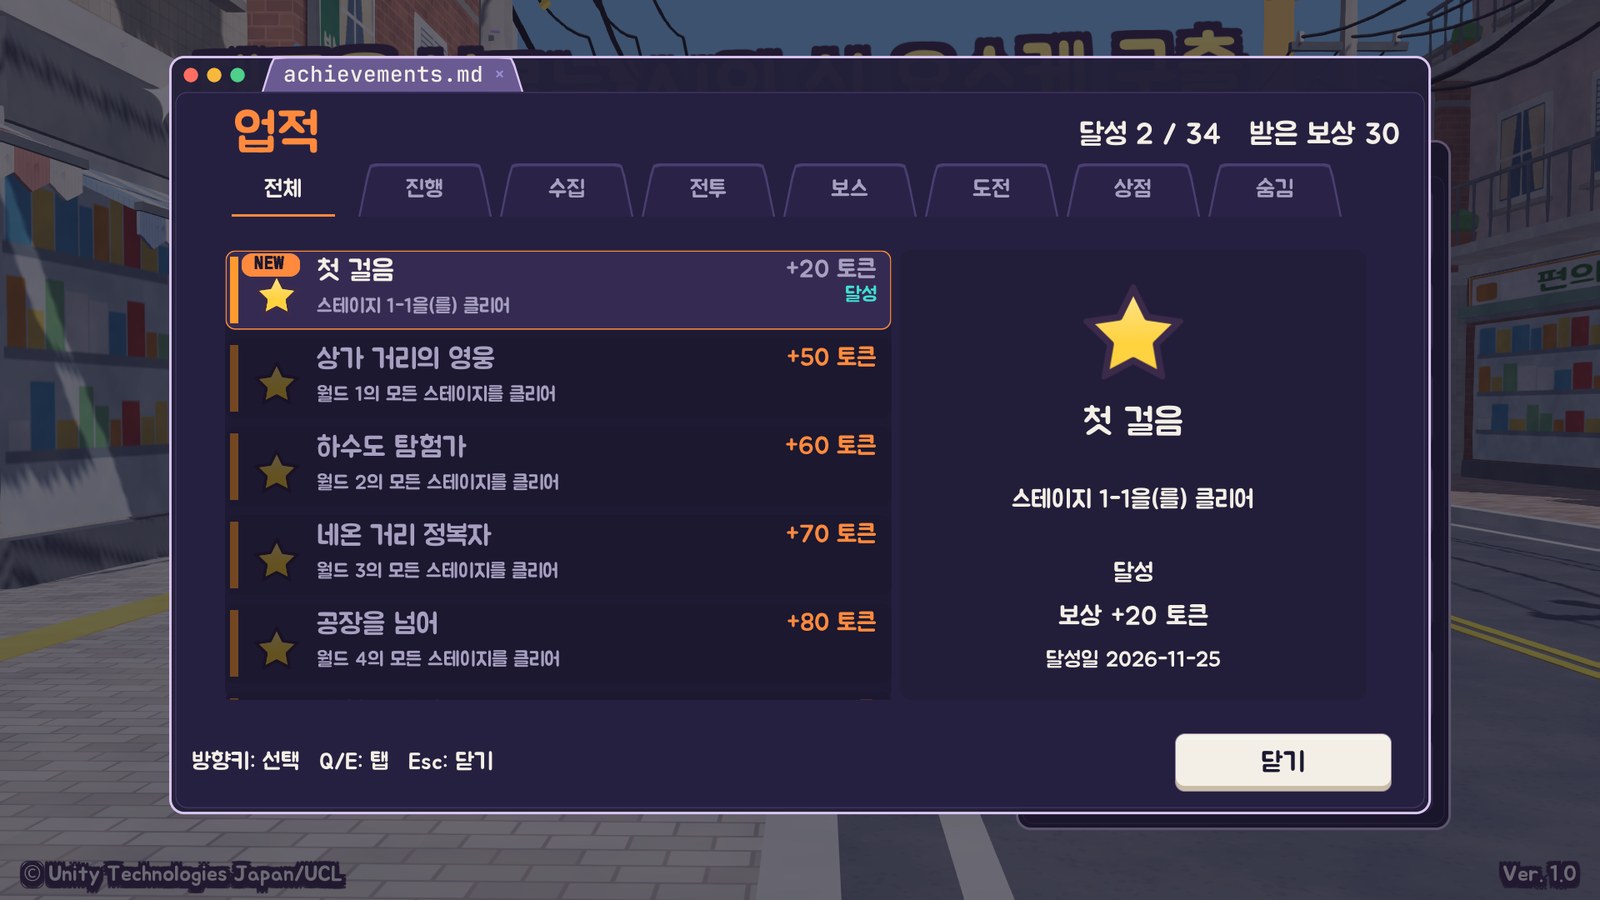 achievements.md ×
업적
달성 2 / 34 받은 보상 30
전체 진행 수집 전투 보스 도전 상점 숨김
NEW
첫 걸음
+20 토큰
스테이지 1-1을(를) 클리어
달성
상가 거리의 영웅
+50 토큰
월드 1의 모든 스테이지를 클리어
하수도 탐험가
+60 토큰
월드 2의 모든 스테이지를 클리어
네온 거리 정복자
+70 토큰
월드 3의 모든 스테이지를 클리어
공장을 넘어
+80 토큰
월드 4의 모든 스테이지를 클리어
첫 걸음
스테이지 1-1을(를) 클리어
달성
보상 +20 토큰
달성일 2026-11-25
방향키: 선택 Q/E: 탭 Esc: 닫기
닫기
편의
© Unity Technologies Japan/UCL
Ver. 1.0